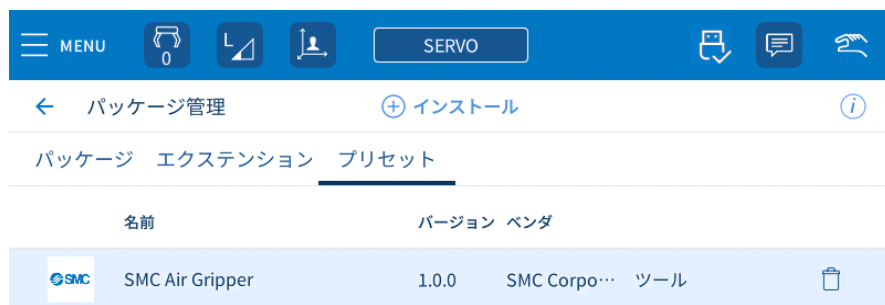 MENU 0 L SERVO
← パッケージ管理 インストール i
パッケージ エクステンション プリセット
名前 バージョン ベンダ
SMC SMC Air Gripper 1.0.0 SMC Corpo… ツール